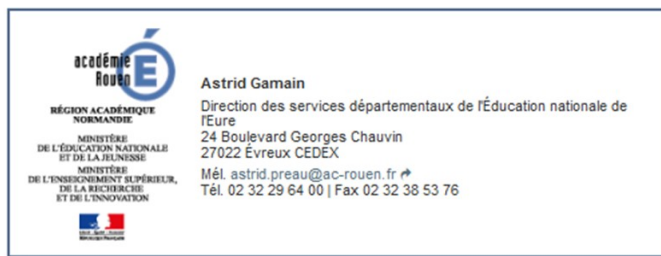 académie
Rouen
É
RÉGION ACADÉMIQUE
NORMANDIE
MINISTÈRE
DE L'ÉDUCATION NATIONALE
ET DE LA JEUNESSE
MINISTÈRE
DE L'ENSEIGNEMENT SUPÉRIEUR,
DE LA RECHERCHE
ET DE L'INNOVATION
RÉPUBLIQUE FRANÇAISE
Astrid Gamain
Direction des services départementaux de l'Éducation nationale de
l'Eure
24 Boulevard Georges Chauvin
27022 Évreux CEDEX
Mél. astrid.preau@ac-rouen.fr
Tél. 02 32 29 64 00 | Fax 02 32 38 53 76